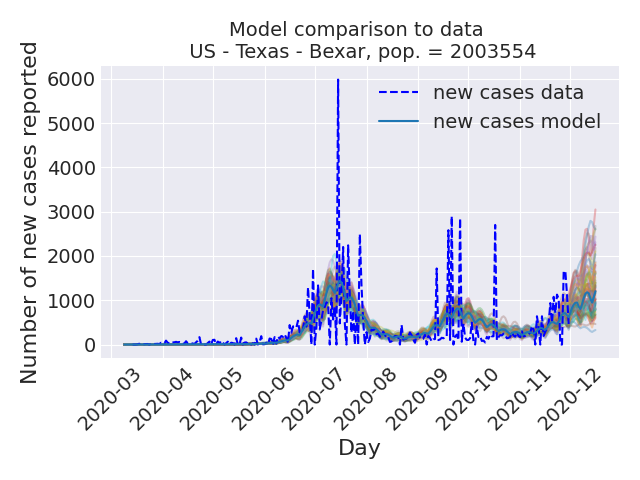 Model comparison to data
US - Texas - Bexar, pop. = 2003554
Number of new cases reported
6000
5000
4000
3000
2000
1000
0
new cases data
new cases model
2020-03
2020-04
2020-05
2020-06
2020-07
2020-08
2020-09
2020-10
2020-11
2020-12
Day